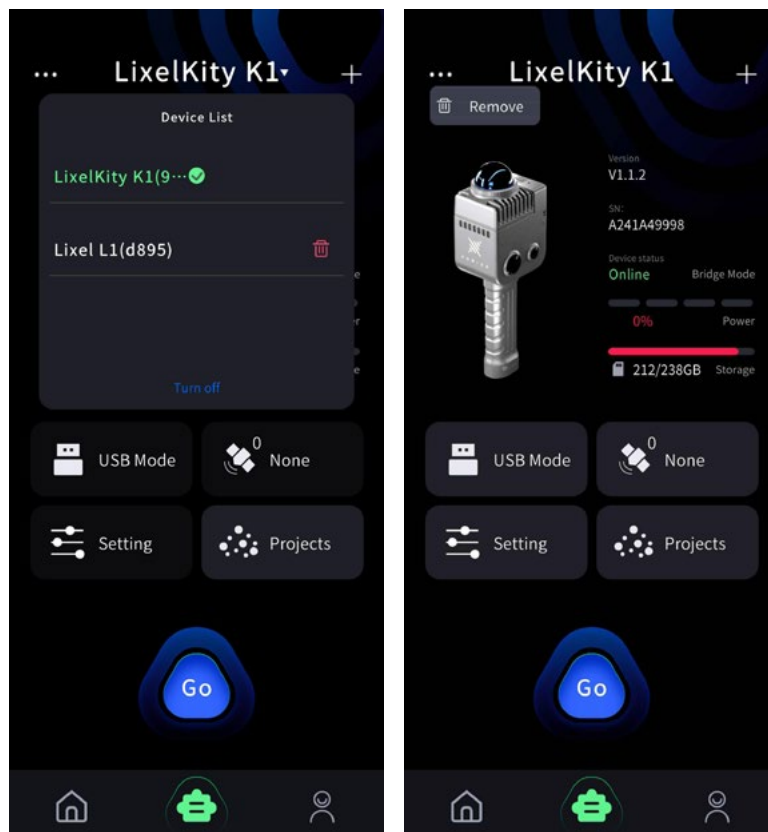 LixelKity K1
Device List
LixelKity K1(9···
Lixel L1(d895)
Turn off
USB Mode
0
None
Setting
Projects
Go
LixelKity K1
Remove
Version
V1.1.2
SN:
A241A49998
Device status
Online
Bridge Mode
0%
Power
212/238GB
Storage
USB Mode
0
None
Setting
Projects
Go